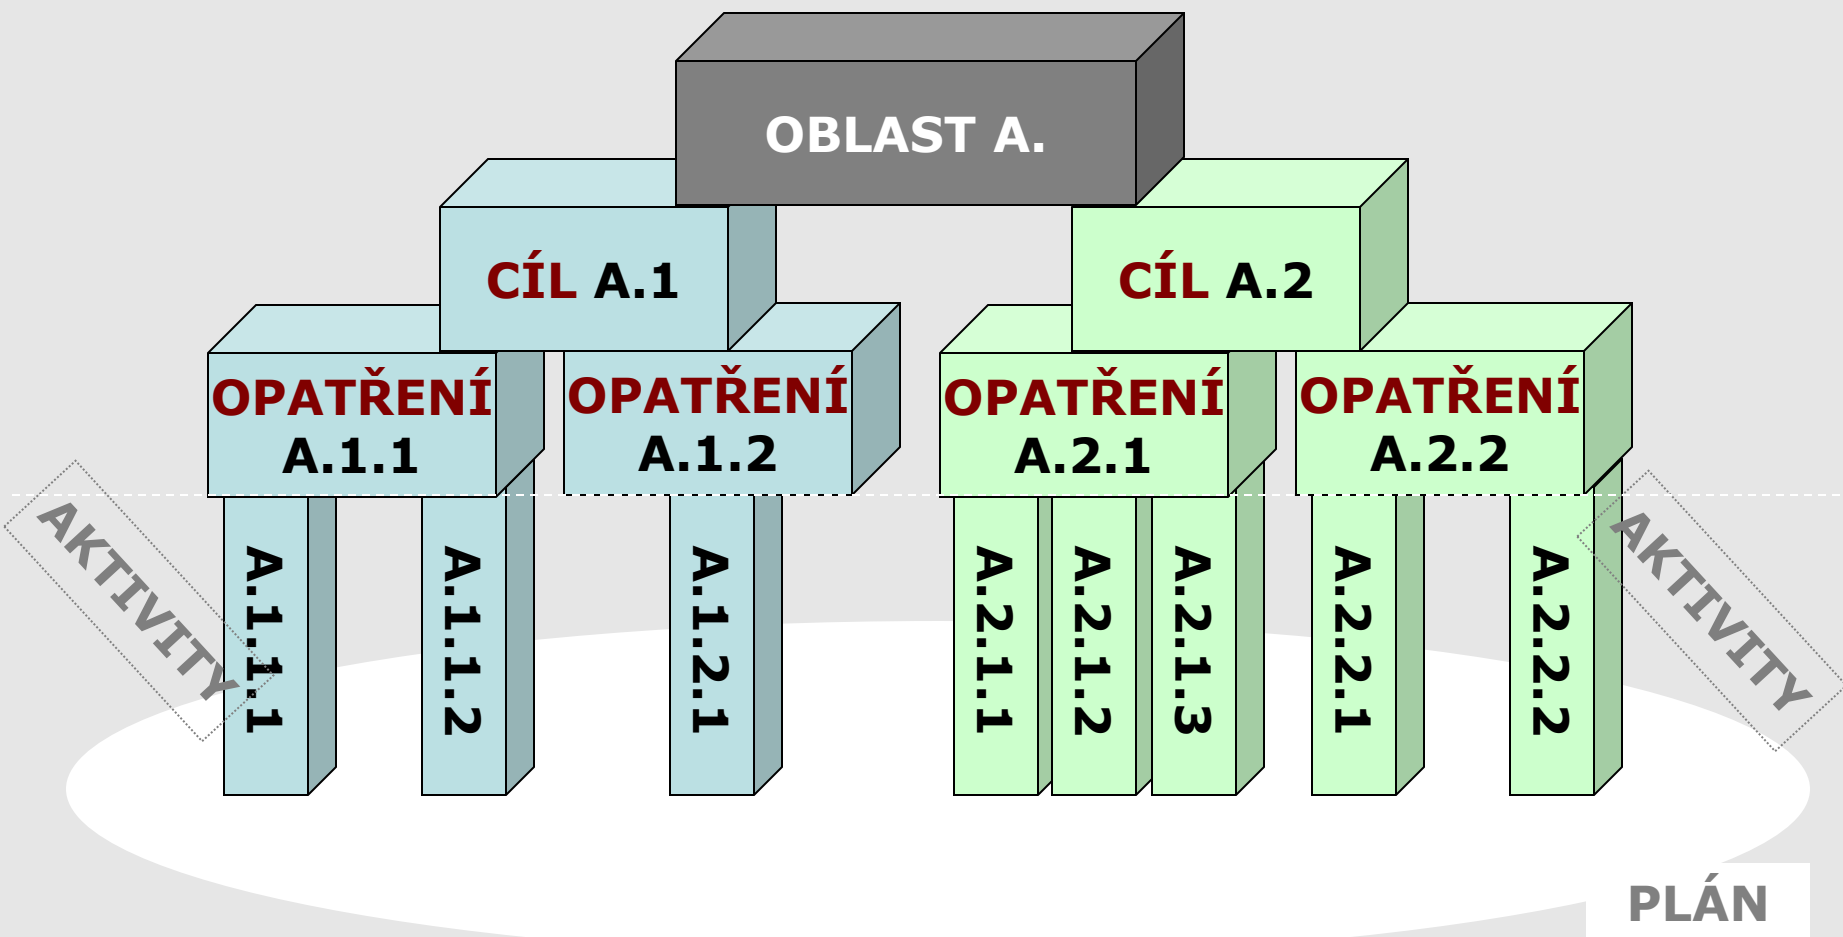 OBLAST A.
CÍL A.1
CÍL A.2
OPATŘENÍ
A.1.1
OPATŘENÍ
A.1.2
OPATŘENÍ
A.2.1
OPATŘENÍ
A.2.2
AKTIVITY
A.1.1.1
A.1.1.2
A.1.2.1
A.2.1.1
A.2.1.2
A.2.1.3
A.2.2.1
A.2.2.2
AKTIVITY
PLÁN